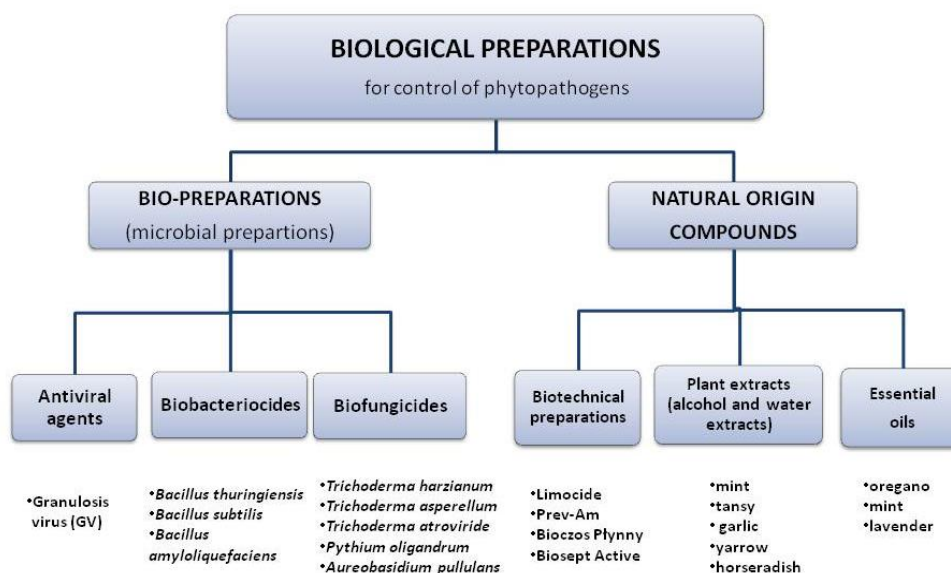 BIOLOGICAL PREPARATIONS
for control of phytopathogens
BIO-PREPARATIONS
(microbial prepartions)
NATURAL ORIGIN
COMPOUNDS
Antiviral
agents
Biobacteriocides
Biofungicides
Biotechnical
preparations
Plant extracts
(alcohol and water
extracts)
Essential
oils
•Granulosis
virus (GV)
•Bacillus thuringiensis
•Bacillus subtilis
•Bacillus
amyloliquefaciens
•Trichoderma harzianum
•Trichoderma asperellum
•Trichoderma atroviride
•Pythium oligandrum
•Aureobasidium pullulans
•Limocide
•Prev-Am
•Bioczos Płynny
•Biosept Active
•mint
•tansy
•garlic
•yarrow
•horseradish
•oregano
•mint
•lavender